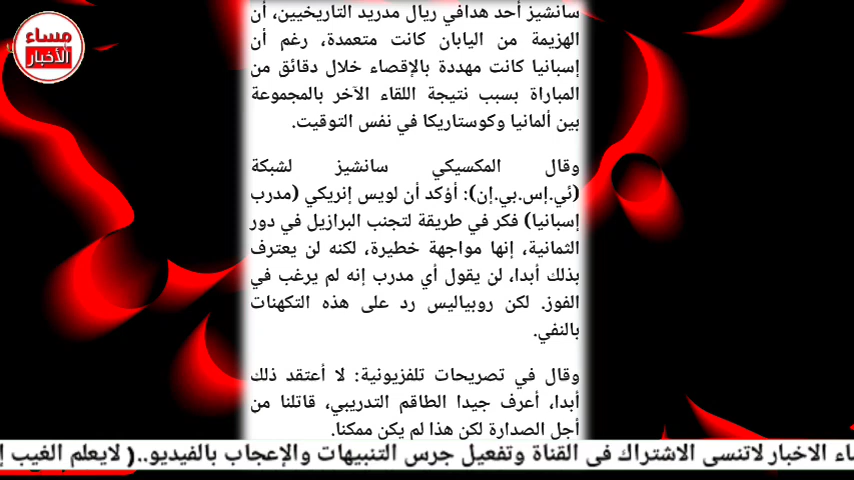 مساء
الأخبار
سانشيز أحد هدافي ريال مدريد التاريخيين، أن
الهزيمة من اليابان كانت متعمدة، رغم أن
إسبانيا كانت مهددة بالإقصاء خلال دقائق من
المباراة بسبب نتيجة اللقاء الآخر بالمجموعة
بين ألمانيا وكوستاريكا في نفس التوقيت.
وقال المكسيكي سانشيز لشبكة
(ئي.إس.بي.إن): أؤكد أن لويس إنريكي (مدرب
إسبانيا) فكر في طريقة لتجنب البرازيل في دور
الثمانية، إنها مواجهة خطيرة، لكنه لن يعترف
بذلك أبدا، لن يقول أي مدرب إنه لم يرغب في
الفوز. لكن روبياليس رد على هذه التكهنات
بالنفي.
وقال في تصريحات تلفزيونية: لا أعتقد ذلك
أبدا، أعرف جيدا الطاقم التدريبي، قاتلنا من
أجل الصدارة لكن هذا لم يكن ممكنا.
اء الاخبار لاتنسى الاشتراك فى القناة وتفعيل جرس التنبيهات والإعجاب بالفيديو..( لايعلم الغيب إ